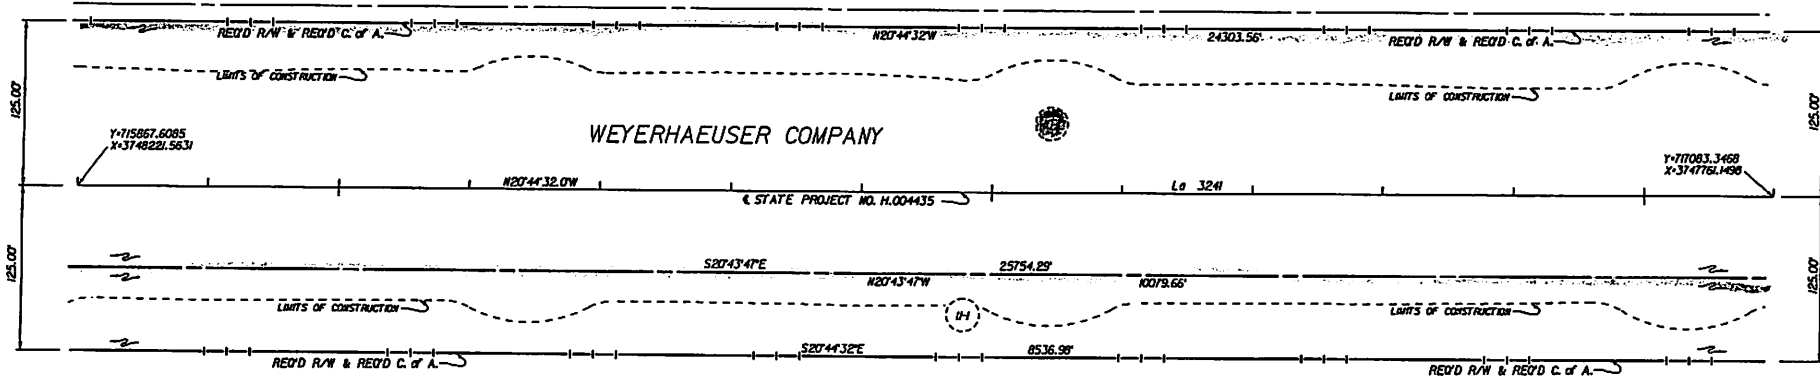 REQ'D R/W & REQ'D C. of A.
N20°44'32"W
24303.56'
REQ'D R/W & REQ'D C. of A.
LIMITS OF CONSTRUCTION
LIMITS OF CONSTRUCTION
125.00'
125.00'
WEYERHAEUSER COMPANY
Y=715867.6085
X=3748221.5631
Y=717083.3468
X=3747761.1498
N20°44'32.0"W
La 3241
℄ STATE PROJECT NO. H.004435
125.00'
125.00'
S20°43'47"E
25754.29'
N20°43'47"W
10079.66'
LIMITS OF CONSTRUCTION
11-1
LIMITS OF CONSTRUCTION
S20°44'32"E
8536.98'
REQ'D R/W & REQ'D C. of A.
REQ'D R/W & REQ'D C. of A.